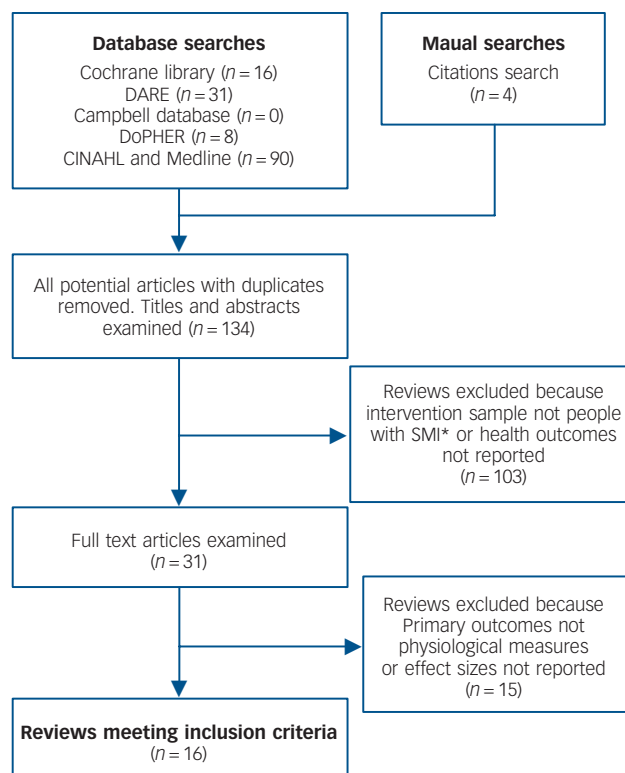 Database searches
Cochrane library (n = 16)
DARE (n = 31)
Campbell database (n = 0)
DoPHER (n = 8)
CINAHL and Medline (n = 90)
Maual searches
Citations search
(n = 4)
All potential articles with duplicates
removed. Titles and abstracts
examined (n = 134)
Reviews excluded because
intervention sample not people
with SMI* or health outcomes
not reported
(n = 103)
Full text articles examined
(n = 31)
Reviews excluded because
Primary outcomes not
physiological measures
or effect sizes not reported
(n = 15)
Reviews meeting inclusion criteria
(n = 16)